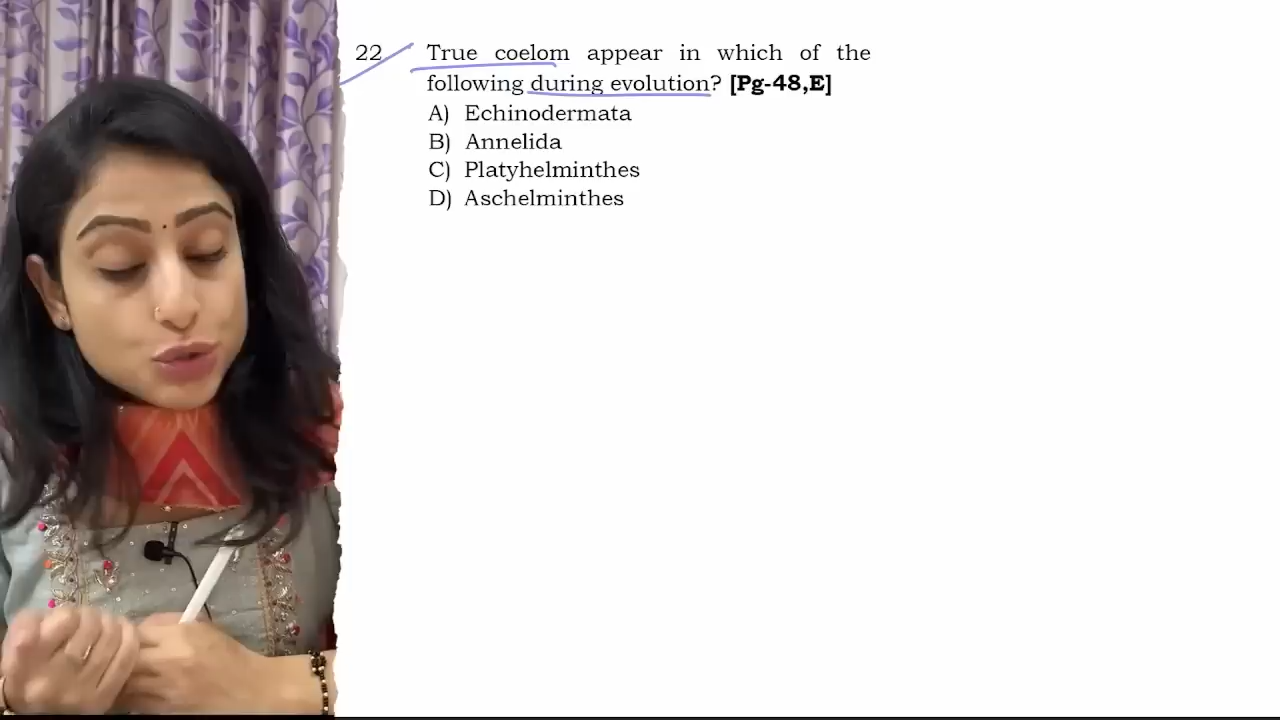 22 True coelom appear in which of the
following during evolution? [Pg-48,E]
A) Echinodermata
B) Annelida
C) Platyhelminthes
D) Aschelminthes